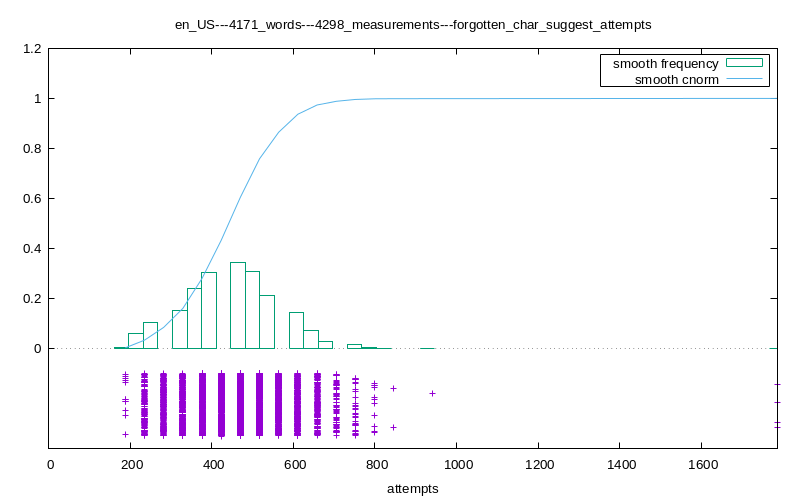 en_US---4171_words---4298_measurements---forgotten_char_suggest_attempts
1.2
1
0.8
0.6
0.4
0.2
0
smooth frequency
smooth cnorm
0 200 400 600 800 1000 1200 1400 1600
attempts